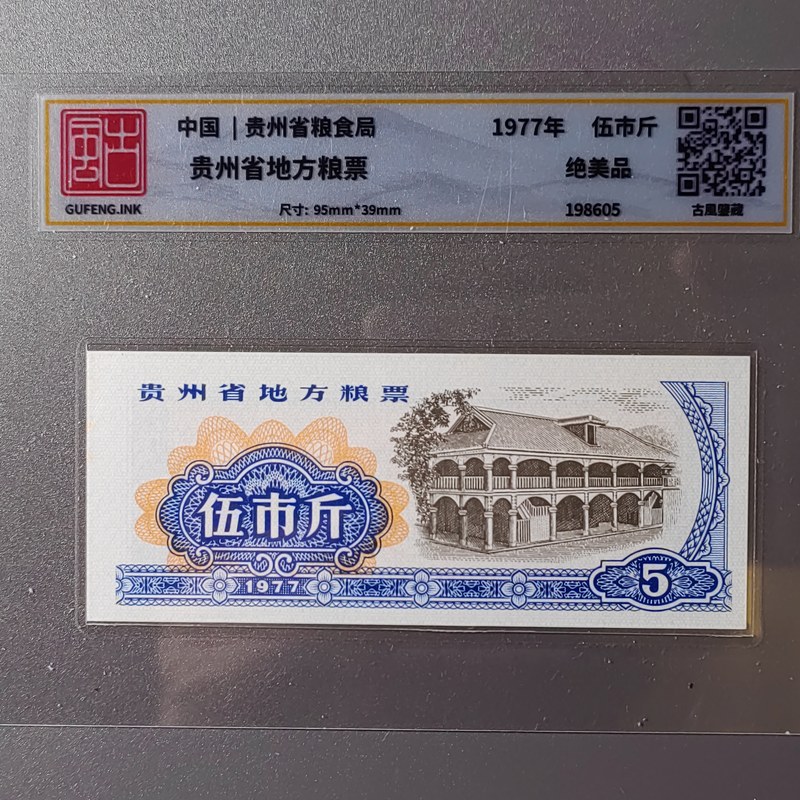 古風
GUFENG.INK
中国 | 贵州省粮食局
贵州省地方粮票
尺寸: 95mm*39mm
1977年 伍市斤
绝美品
198605
古風鑒藏
贵州省地方粮票
伍市斤
1977
5